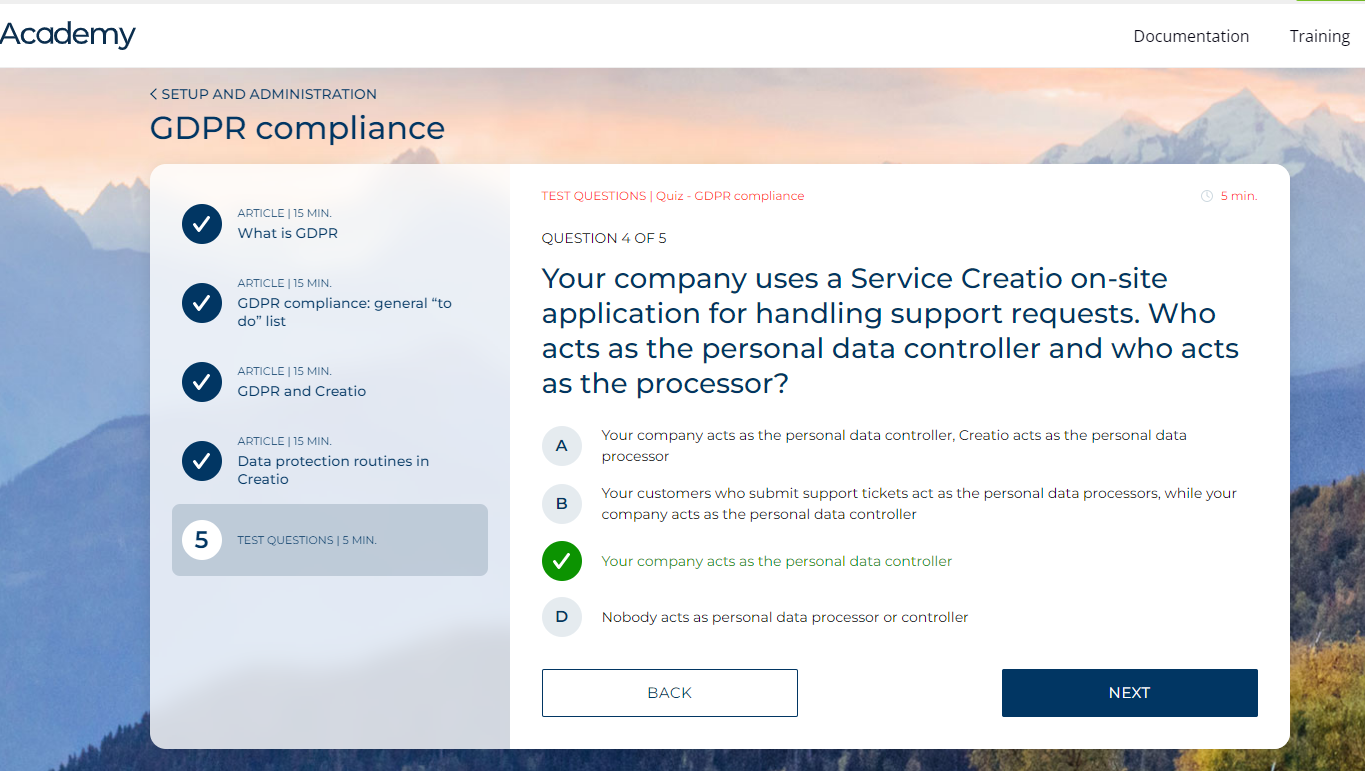 Academy
Documentation
Training
< SETUP AND ADMINISTRATION
GDPR compliance
ARTICLE | 15 MIN.
What is GDPR
ARTICLE | 15 MIN.
GDPR compliance: general “to
do” list
ARTICLE | 15 MIN.
GDPR and Creatio
ARTICLE | 15 MIN.
Data protection routines in
Creatio
5
TEST QUESTIONS | 5 MIN.
TEST QUESTIONS | Quiz - GDPR compliance
5 min.
QUESTION 4 OF 5
Your company uses a Service Creatio on-site
application for handling support requests. Who
acts as the personal data controller and who acts
as the processor?
A
Your company acts as the personal data controller, Creatio acts as the personal data
processor
B
Your customers who submit support tickets act as the personal data processors, while your
company acts as the personal data controller
Your company acts as the personal data controller
D
Nobody acts as personal data processor or controller
BACK
NEXT